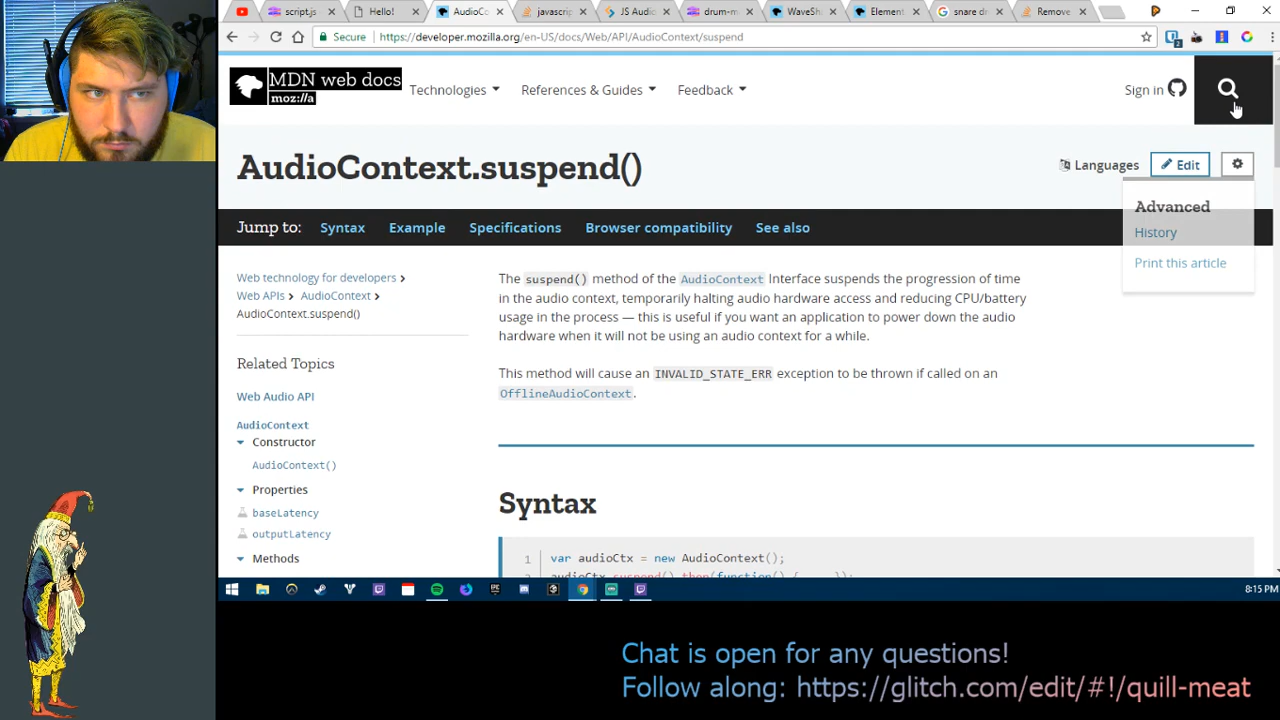 script.js
Hello!
AudioCo
javascrip
JS Audio
drum-m
WaveSha
Element
snare dr
Remove
Secure
https://developer.mozilla.org/en-US/docs/Web/API/AudioContext/suspend
MDN web docs
moz://a
Technologies
References & Guides
Feedback
Sign in
AudioContext.suspend()
Languages
Edit
Advanced
History
Print this article
Jump to: Syntax Example Specifications Browser compatibility See also
Web technology for developers
Web APIs AudioContext
AudioContext.suspend()
Related Topics
Web Audio API
AudioContext
Constructor
AudioContext()
Properties
baseLatency
outputLatency
Methods
The suspend() method of the AudioContext Interface suspends the progression of time
in the audio context, temporarily halting audio hardware access and reducing CPU/battery
usage in the process — this is useful if you want an application to power down the audio
hardware when it will not be using an audio context for a while.
This method will cause an INVALID_STATE_ERR exception to be thrown if called on an
OfflineAudioContext.
Syntax
1 var audioCtx = new AudioContext();
audioCtx.suspend().then(function() { ... });
8:15 PM
Chat is open for any questions!
Follow along: https://glitch.com/edit/#!/quill-meat